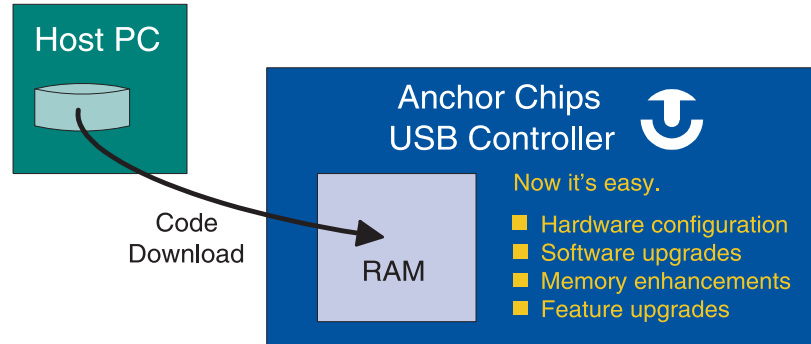 Host PC
Anchor Chips
USB Controller
Now it's easy.
Code
Download
RAM
Hardware configuration
Software upgrades
Memory enhancements
Feature upgrades